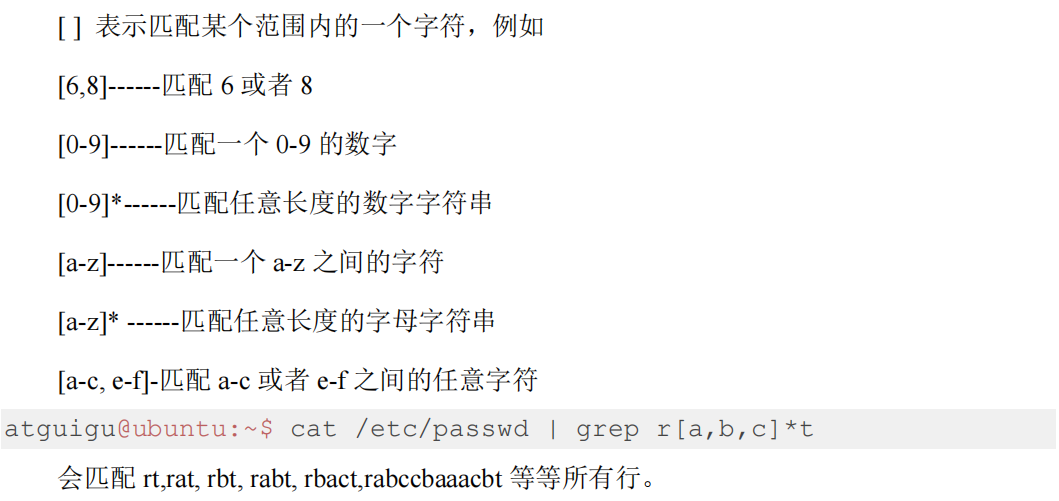 [ ] 表示匹配某个范围内的一个字符，例如
[6,8]------匹配 6 或者 8
[0-9]------匹配一个 0-9 的数字
[0-9]*------匹配任意长度的数字字符串
[a-z]------匹配一个 a-z 之间的字符
[a-z]* ------匹配任意长度的字母字符串
[a-c, e-f]-匹配 a-c 或者 e-f 之间的任意字符
atguigu@ubuntu:~$ cat /etc/passwd | grep r[a,b,c]*t
会匹配 rt,rat, rbt, rabt, rbact,rabccbaaacbt 等等所有行。